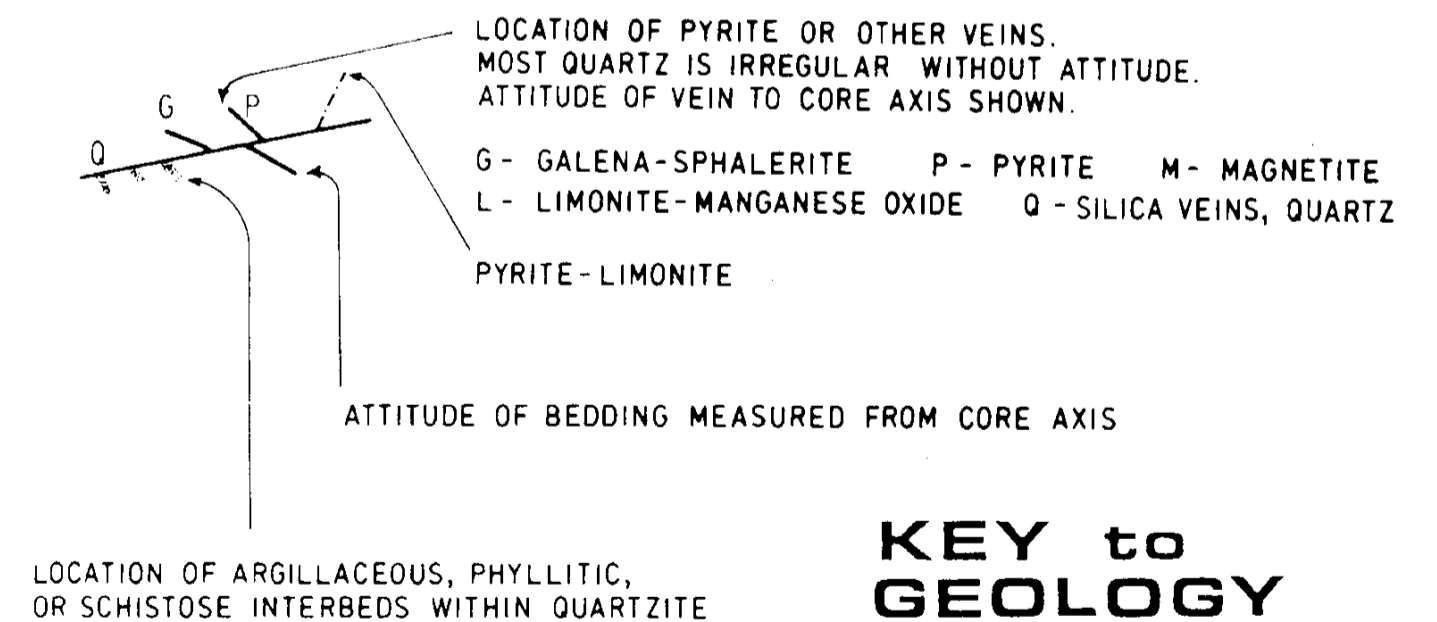 LOCATION OF PYRITE OR OTHER VEINS.
MOST QUARTZ IS IRREGULAR WITHOUT ATTITUDE.
ATTITUDE OF VEIN TO CORE AXIS SHOWN.
G P
Q
G - GALENA-SPHALERITE P - PYRITE M - MAGNETITE
L - LIMONITE-MANGANESE OXIDE Q - SILICA VEINS, QUARTZ
PYRITE-LIMONITE
ATTITUDE OF BEDDING MEASURED FROM CORE AXIS
LOCATION OF ARGILLACEOUS, PHYLLITIC,
OR SCHISTOSE INTERBEDS WITHIN QUARTZITE
KEY to
GEOLOGY